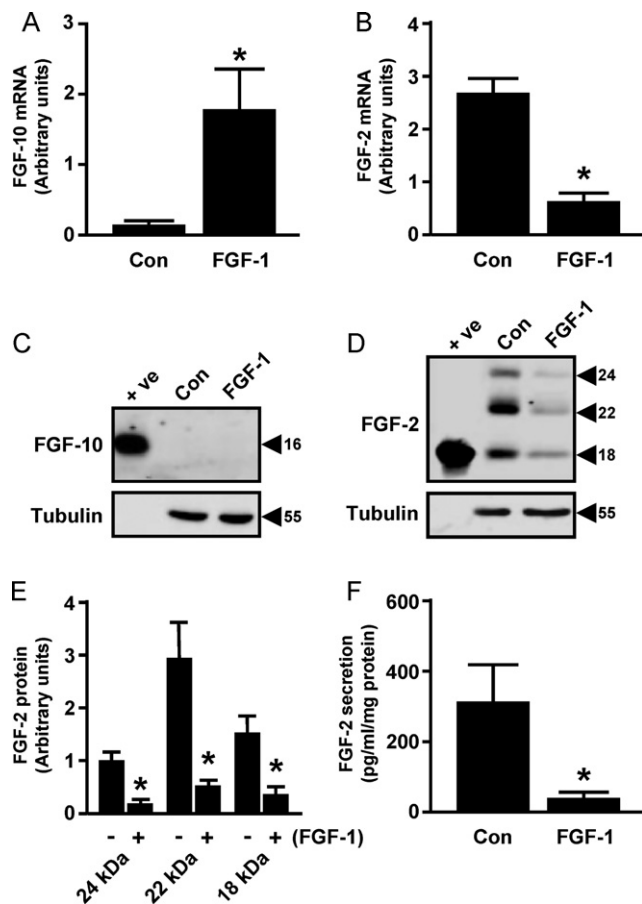 A
FGF-10 mRNA
(Arbitrary units)
3
2
1
0
*
Con FGF-1
B
FGF-2 mRNA
(Arbitrary units)
4
3
2
1
0
*
Con FGF-1
C
+ ve Con FGF-1
FGF-10 16
Tubulin 55
D
+ ve Con FGF-1
24
22
FGF-2
18
Tubulin 55
E
FGF-2 protein
(Arbitrary units)
4
3
2
1
0
* * *
- + - + - + (FGF-1)
24 kDa 22 kDa 18 kDa
F
FGF-2 secretion
(pg/ml/mg protein)
600
400
200
0
*
Con FGF-1